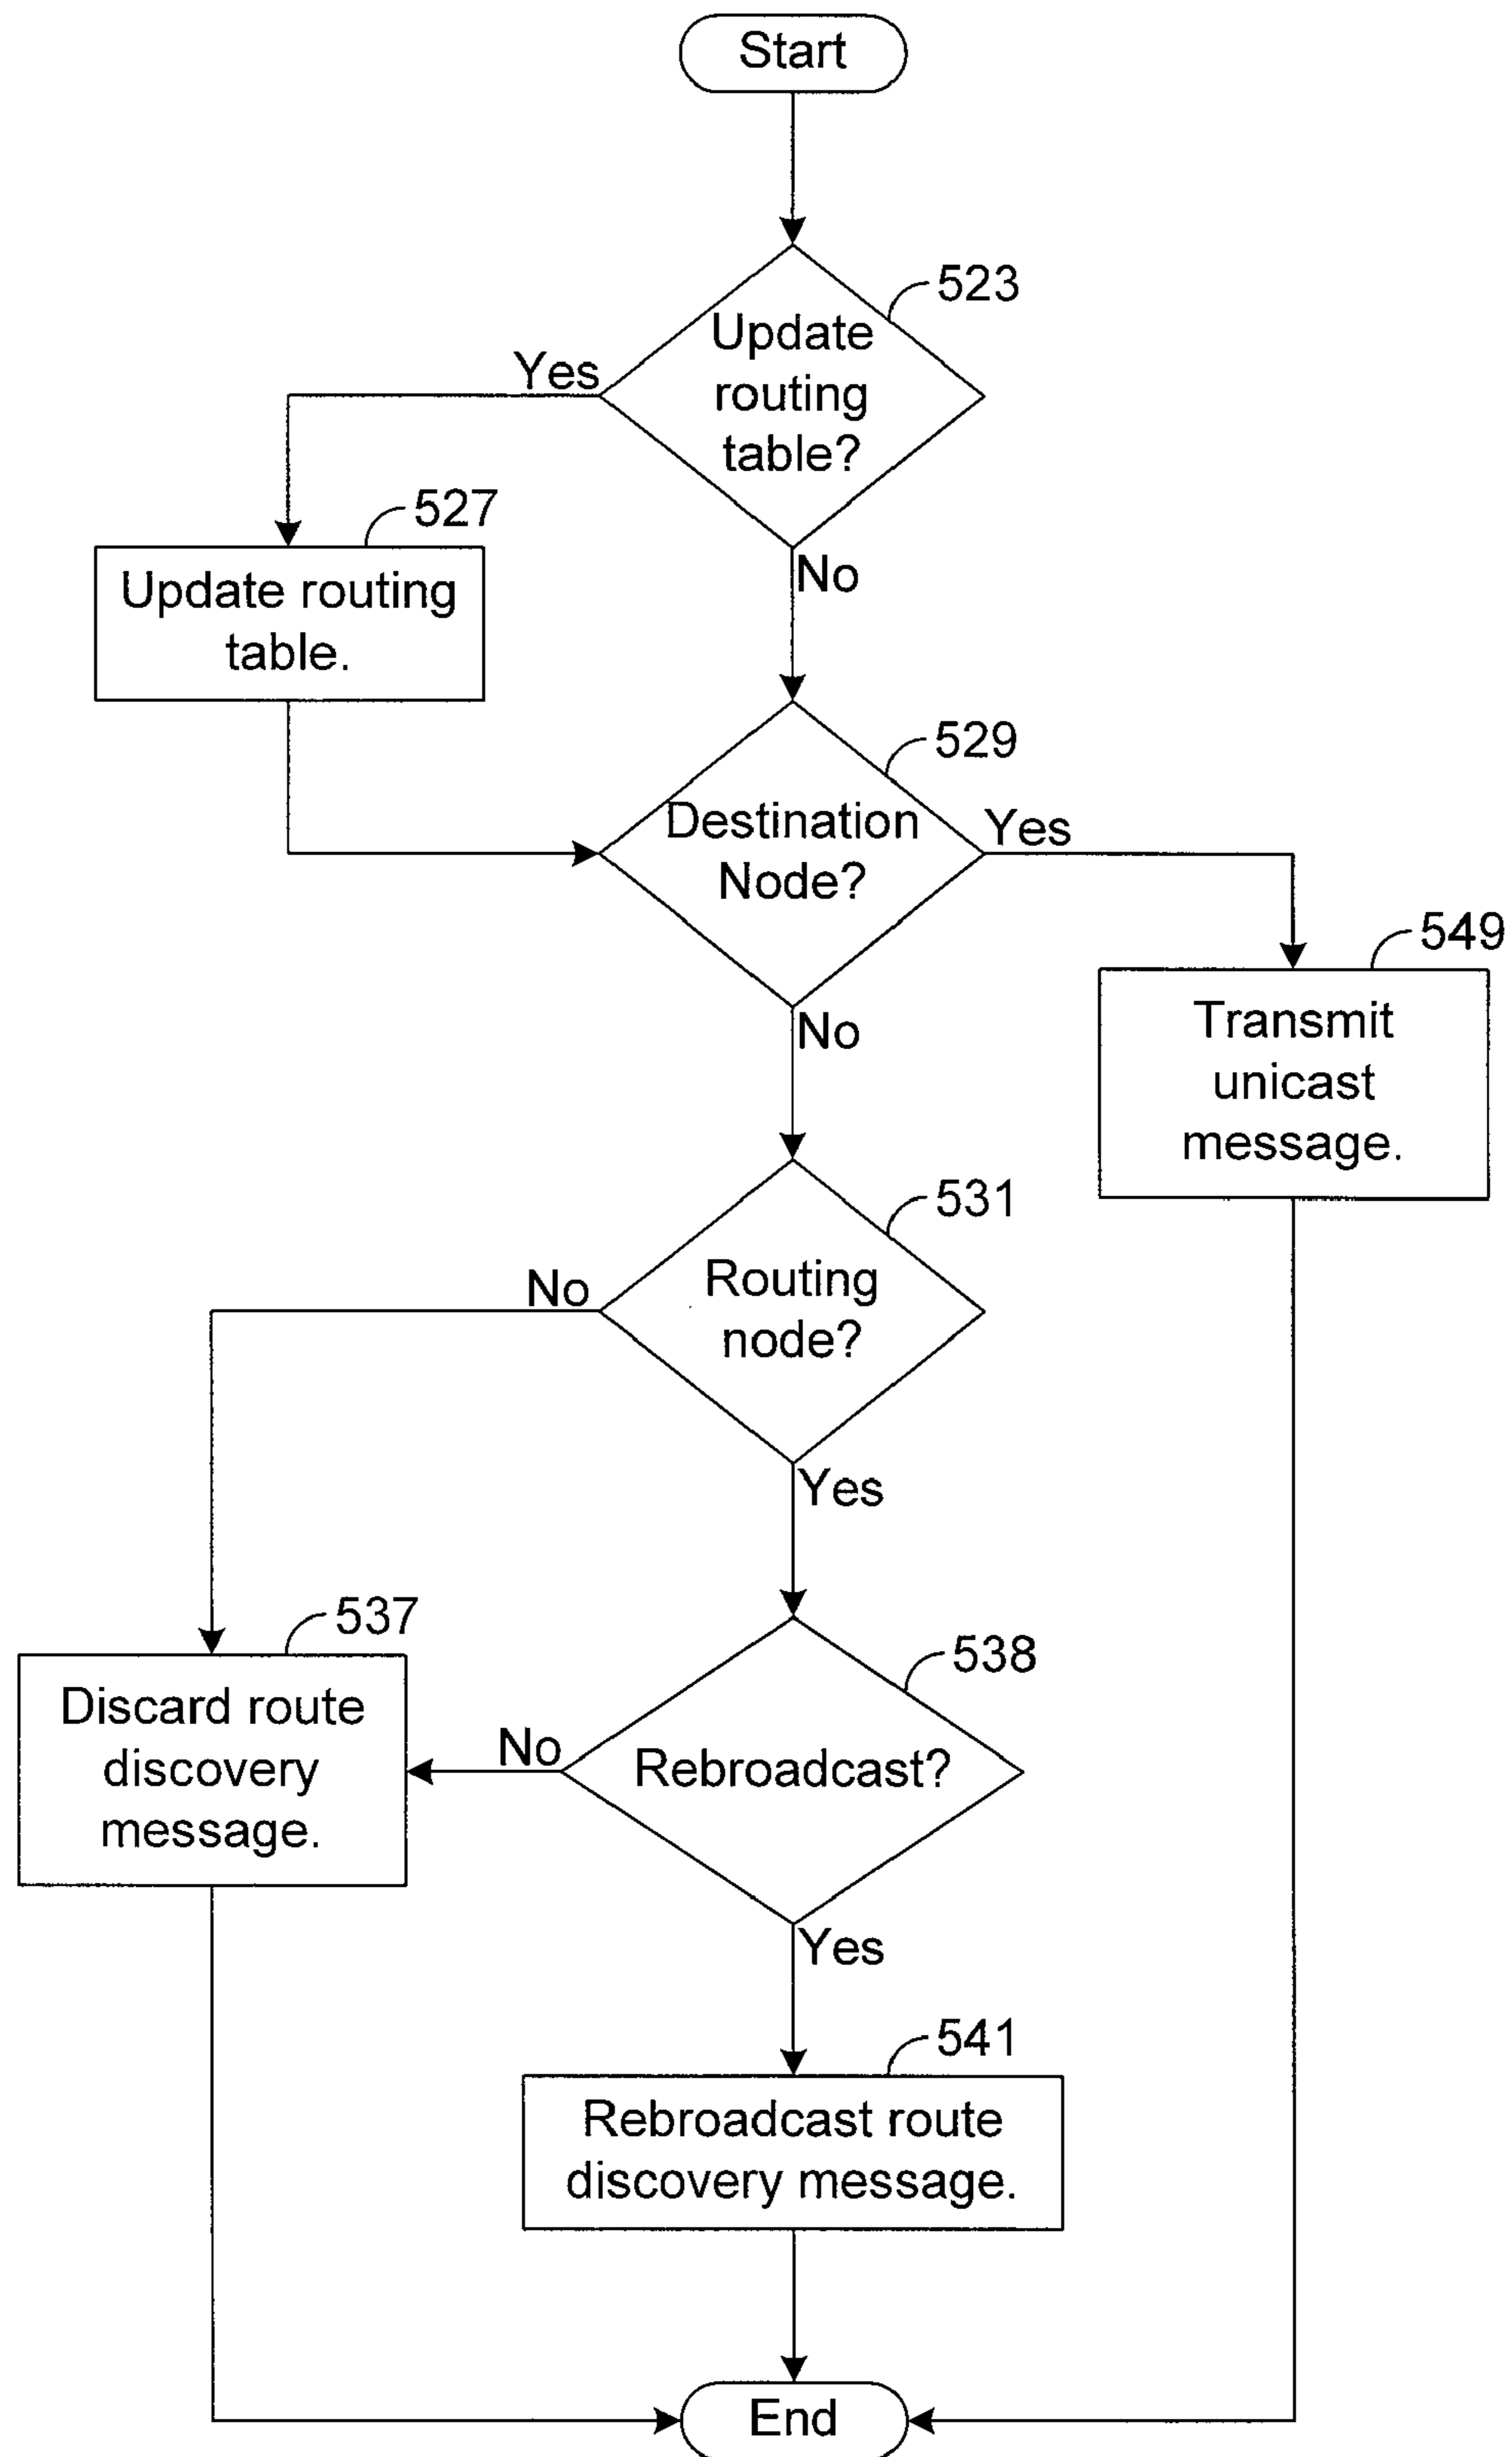 Start
523
Update
routing
table?
Yes
No
527
Update routing
table.
529
Destination
Node?
Yes
No
549
Transmit
unicast
message.
531
Routing
node?
No
Yes
537
Discard route
discovery
message.
538
Rebroadcast?
No
Yes
541
Rebroadcast route
discovery message.
End